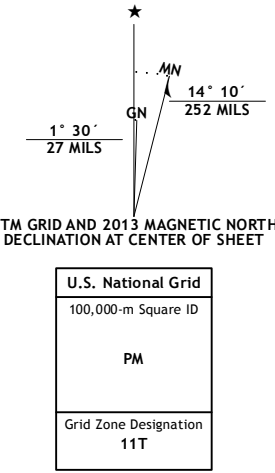 ★
MN
GN
14° 10´
252 MILS
1° 30´
27 MILS
TM GRID AND 2013 MAGNETIC NORTH
DECLINATION AT CENTER OF SHEET
U.S. National Grid
100,000-m Square ID
PM
Grid Zone Designation
11T